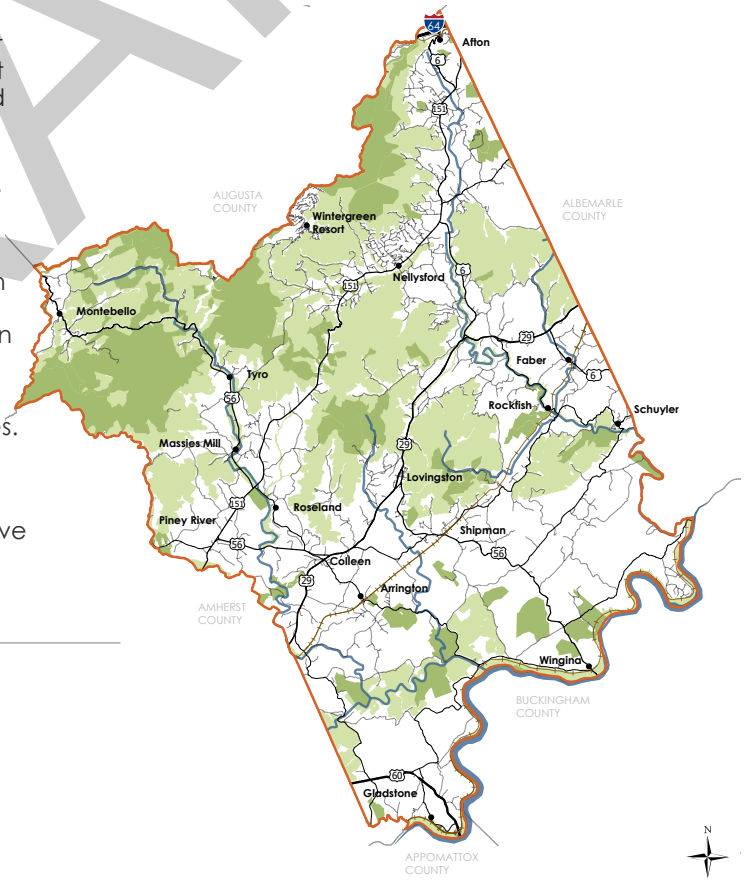 64
Afton
6
151
AUGUSTA
COUNTY
ALBEMARLE
COUNTY
Wintergreen
Resort
Nellysford
6
151
Montebello
29
Faber
Tyro
6
56
Rockfish
Schuyler
es.
Massies Mill
29
Lovingston
151
Roseland
Piney River
Shipman
ve
56
56
Colleen
29
Arrington
AMHERST
COUNTY
Wingina
BUCKINGHAM
COUNTY
60
Gladstone
N
APPOMATTOX
COUNTY